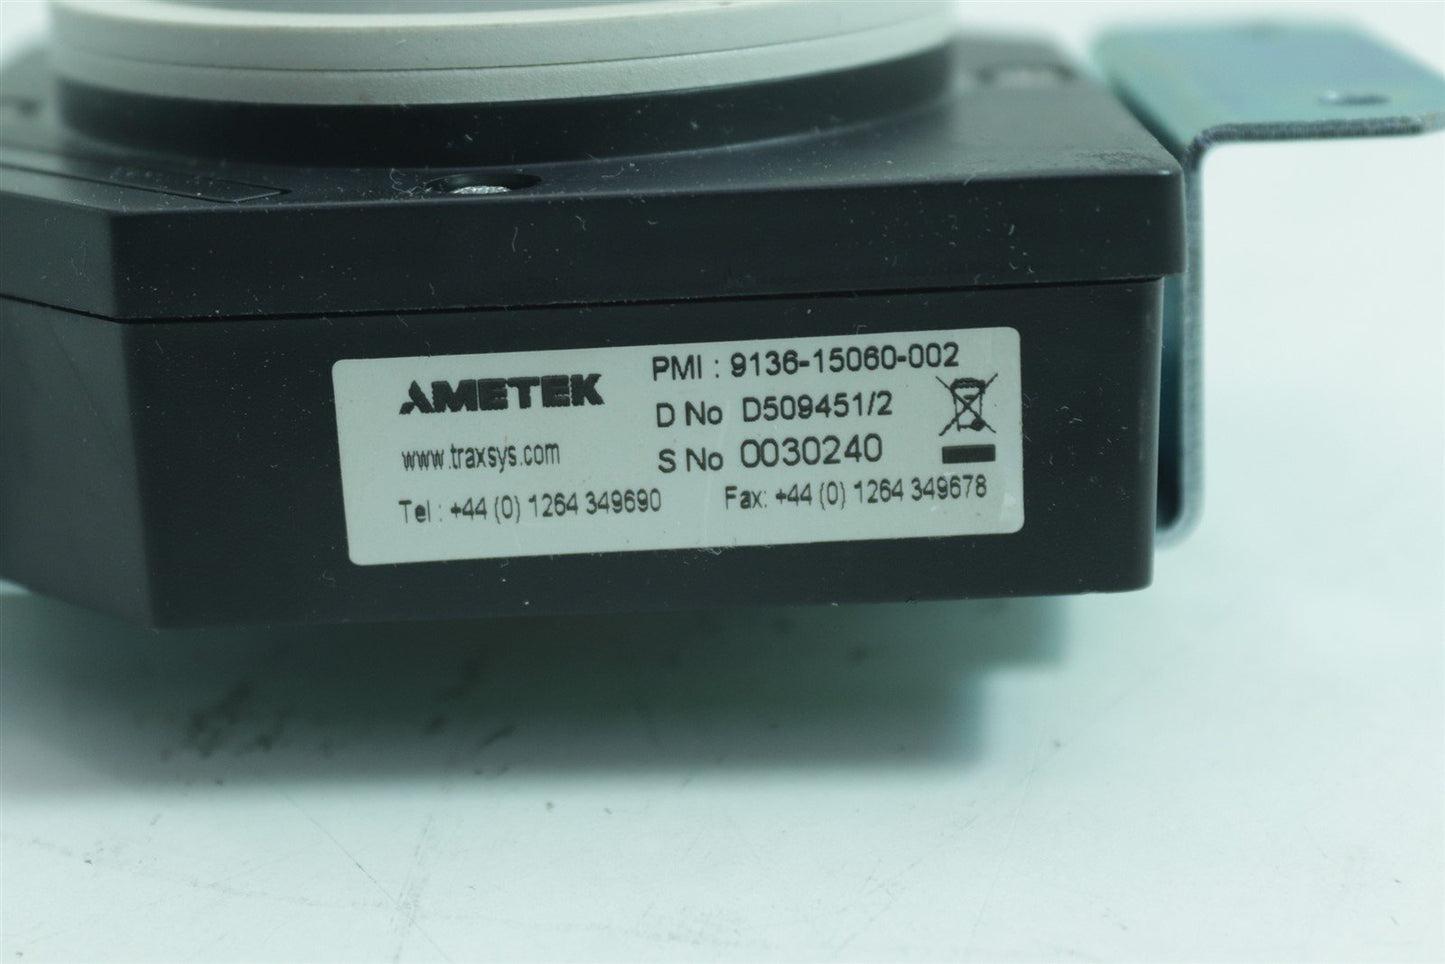 AMETEK
www.traxsys.com
PMI : 9136-15060-002
D No D509451/2
S No 0030240
Tel : +44 (0) 1264 349690 Fax: +44 (0) 1264 349678